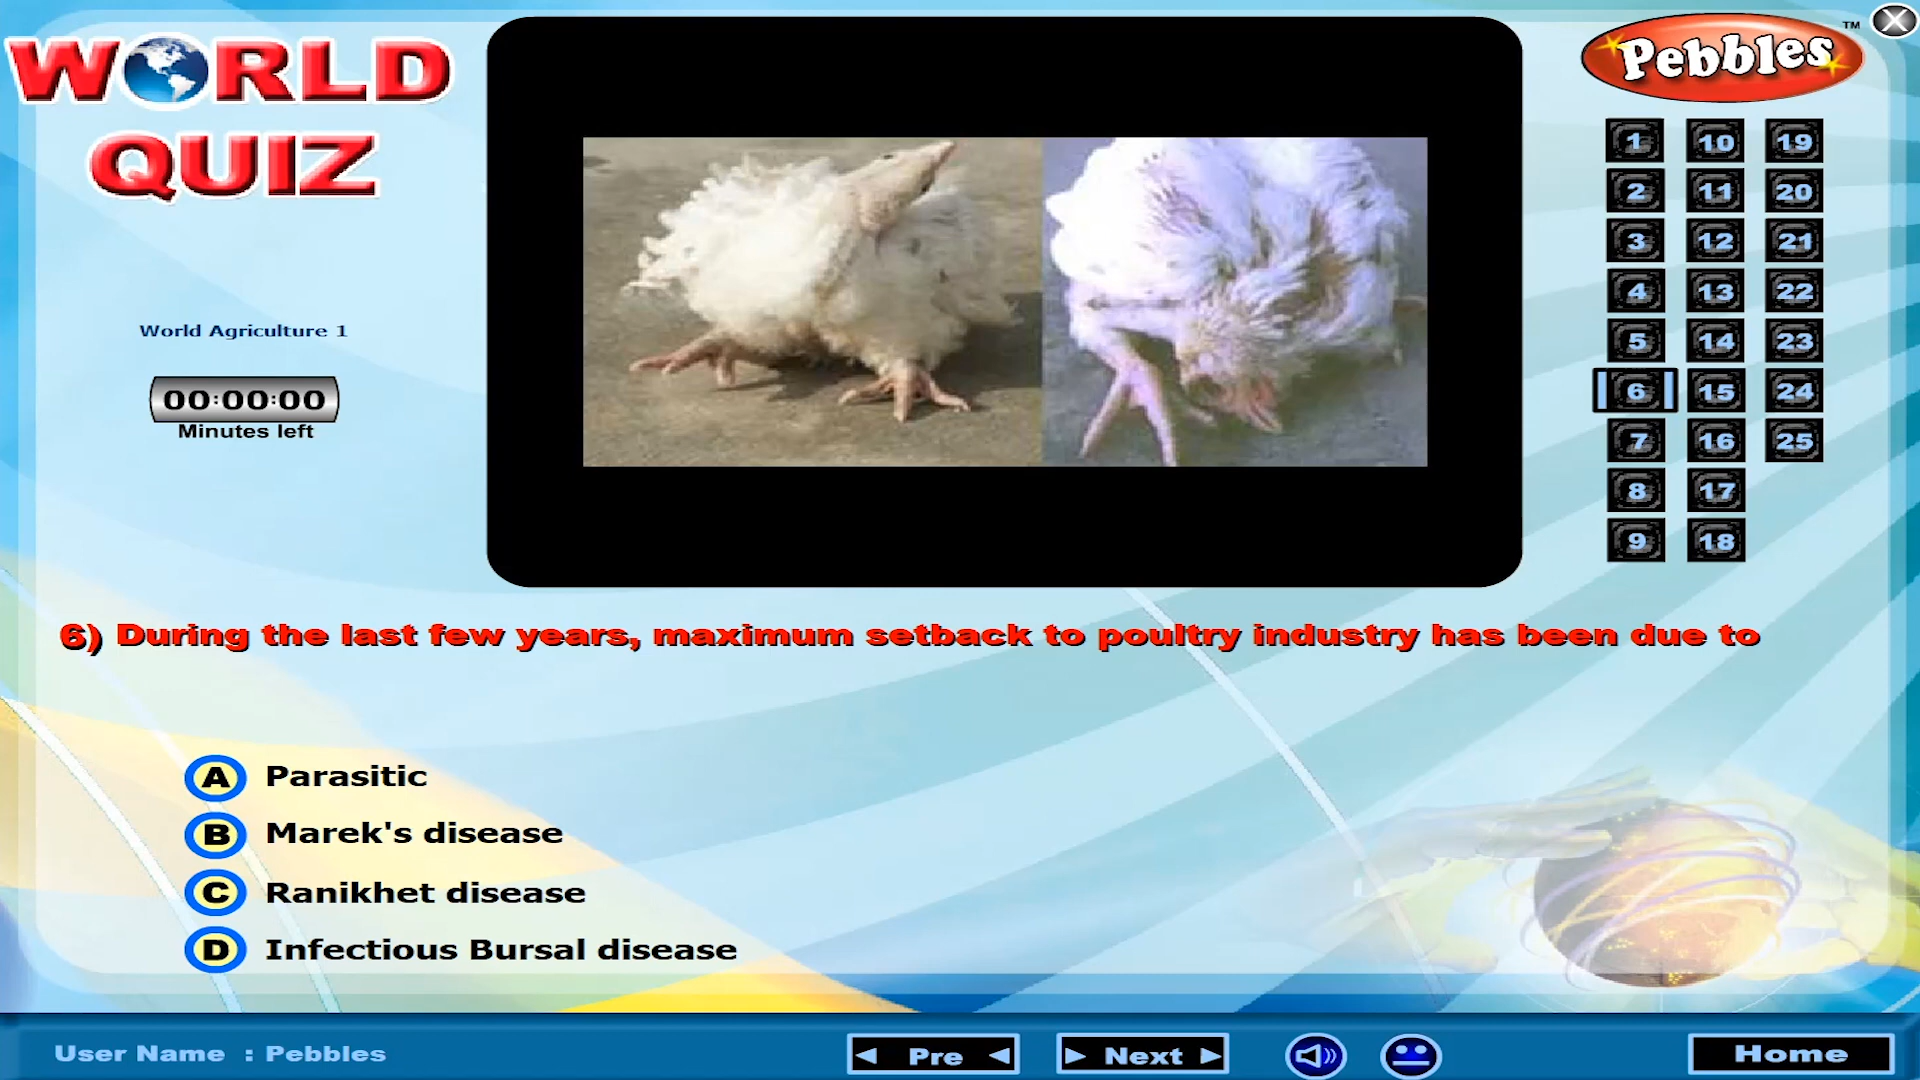 WORLD
QUIZ
Pebbles™
World Agriculture 1
00:00:00
Minutes left
1 10 19
2 11 20
3 12 21
4 13 22
5 14 23
6 15 24
7 16 25
8 17
9 18
6) During the last few years, maximum setback to poultry industry has been due to
A Parasitic
B Marek's disease
C Ranikhet disease
D Infectious Bursal disease
User Name : Pebbles
Pre
Next
Home